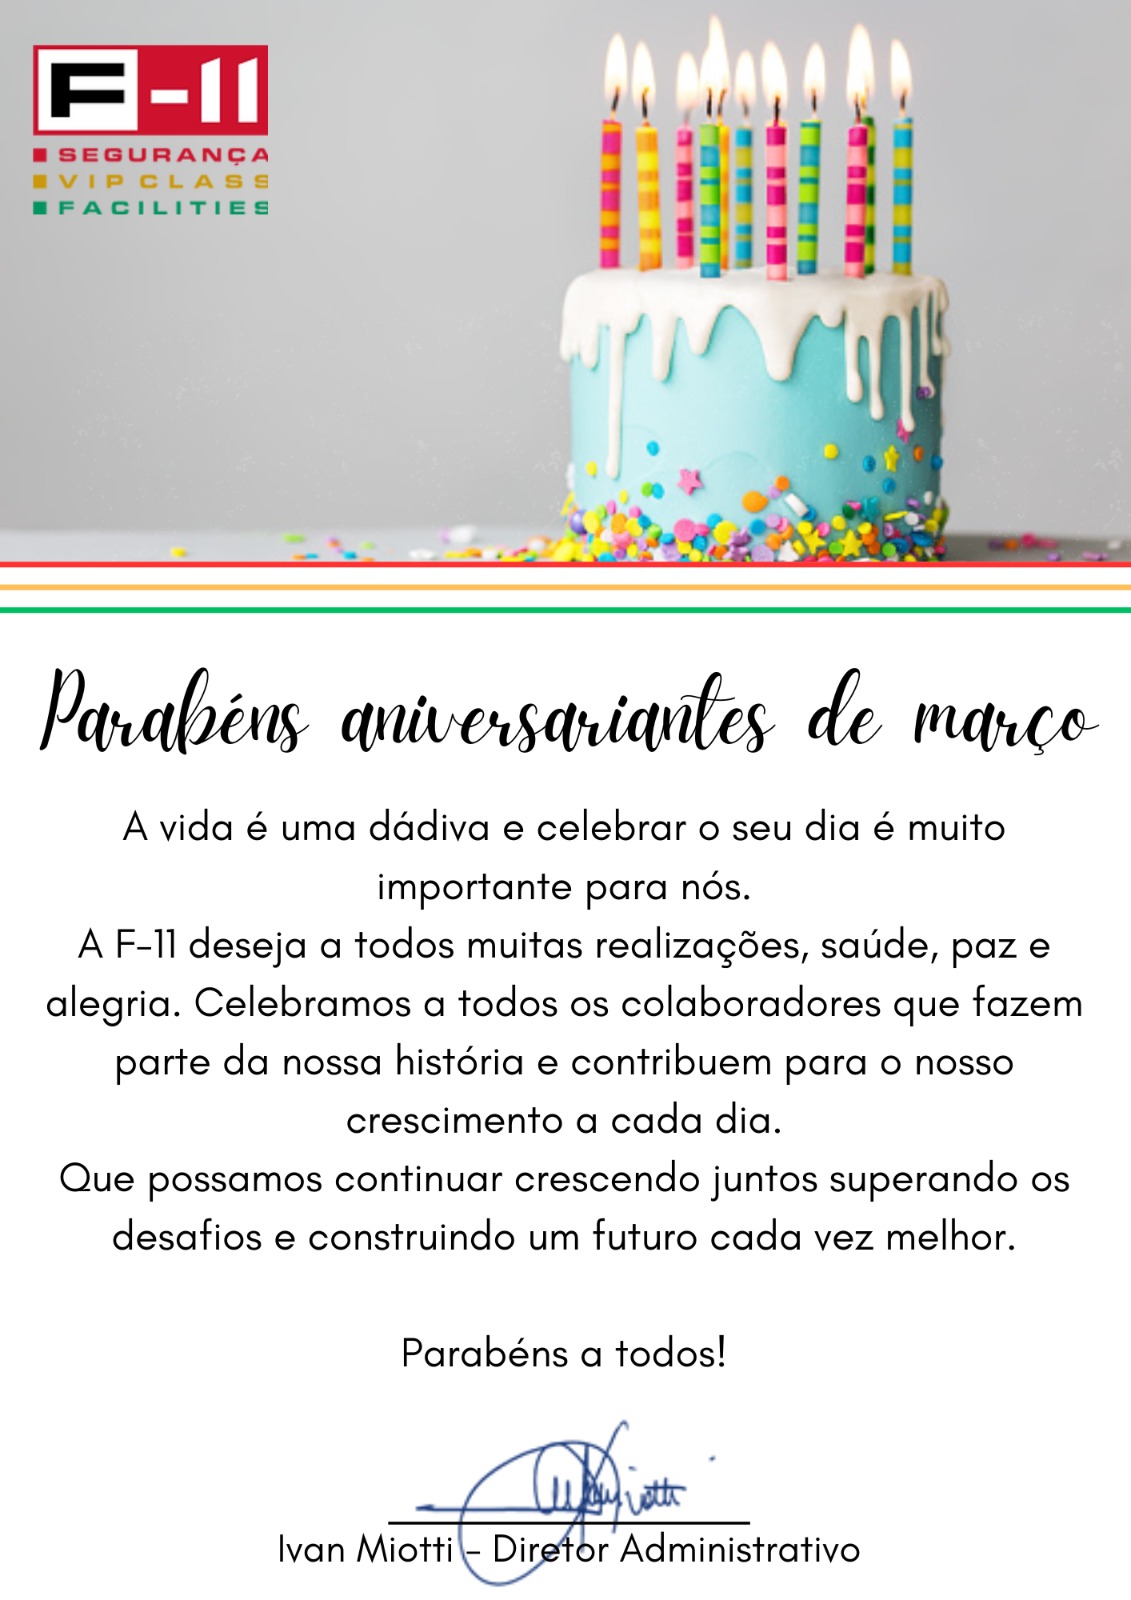 F-11
SEGURANÇA
VIP CLASS
FACILITIES
Parabéns aniversariantes de março
A vida é uma dádiva e celebrar o seu dia é muito
importante para nós.
A F-11 deseja a todos muitas realizações, saúde, paz e
alegria. Celebramos a todos os colaboradores que fazem
parte da nossa história e contribuem para o nosso
crescimento a cada dia.
Que possamos continuar crescendo juntos superando os
desafios e construindo um futuro cada vez melhor.
Parabéns a todos!
Ivan Miotti - Diretor Administrativo